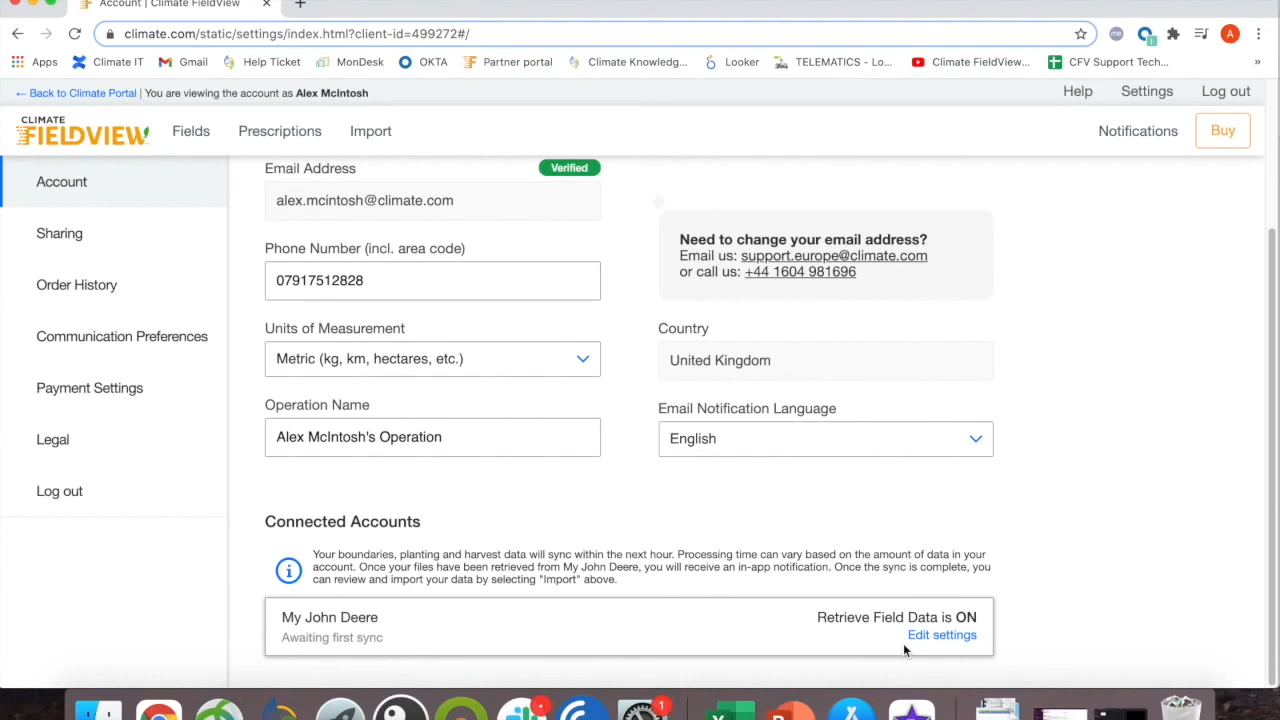 Account | Climate FieldView
climate.com/static/settings/index.html?client-id=499272#/
me
1
A
Apps
Climate IT
Gmail
Help Ticket
MonDesk
OKTA
Partner portal
Climate Knowledg...
Looker
TELEMATICS - Lo...
Climate FieldView...
CFV Support Tech...
»
← Back to Climate Portal | You are viewing the account as Alex McIntosh
Help
Settings
Log out
CLIMATE
FIELDVIEW
Fields
Prescriptions
Import
Notifications
Buy
Account
Sharing
Order History
Communication Preferences
Payment Settings
Legal
Log out
Email Address
Verified
alex.mcintosh@climate.com
Phone Number (incl. area code)
07917512828
Need to change your email address?
Email us: support.europe@climate.com
or call us: +44 1604 981696
Units of Measurement
Metric (kg, km, hectares, etc.)
Country
United Kingdom
Operation Name
Alex McIntosh's Operation
Email Notification Language
English
Connected Accounts
Your boundaries, planting and harvest data will sync within the next hour. Processing time can vary based on the amount of data in your
account. Once your files have been retrieved from My John Deere, you will receive an in-app notification. Once the sync is complete, you
can review and import your data by selecting "Import" above.
My John Deere
Awaiting first sync
Retrieve Field Data is ON
Edit settings
1